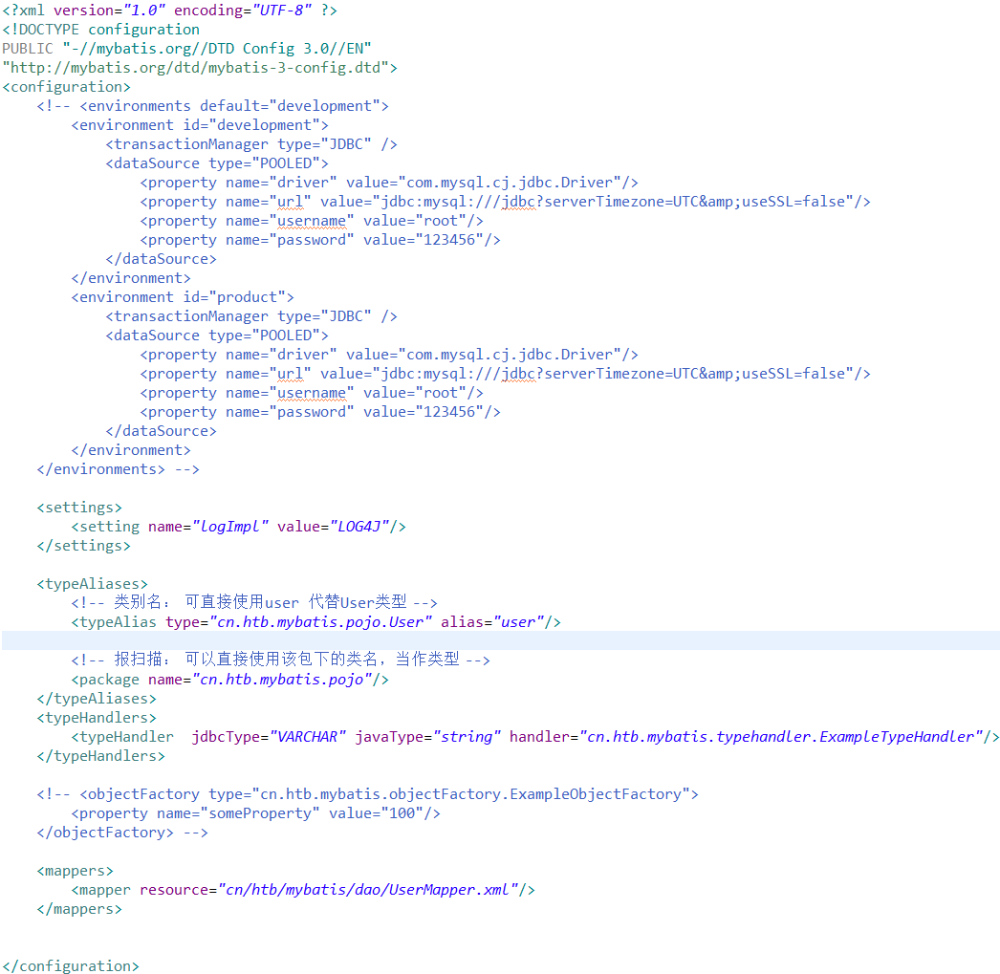 <?xml version="1.0" encoding="UTF-8" ?>
<!DOCTYPE configuration
PUBLIC "-//mybatis.org//DTD Config 3.0//EN"
"http://mybatis.org/dtd/mybatis-3-config.dtd">
<configuration>
    <!-- <environments default="development">
        <environment id="development">
            <transactionManager type="JDBC" />
            <dataSource type="POOLED">
                <property name="driver" value="com.mysql.cj.jdbc.Driver"/>
                <property name="url" value="jdbc:mysql:///jdbc?serverTimezone=UTC&amp;useSSL=false"/>
                <property name="username" value="root"/>
                <property name="password" value="123456"/>
            </dataSource>
        </environment>
        <environment id="product">
            <transactionManager type="JDBC" />
            <dataSource type="POOLED">
                <property name="driver" value="com.mysql.cj.jdbc.Driver"/>
                <property name="url" value="jdbc:mysql:///jdbc?serverTimezone=UTC&amp;useSSL=false"/>
                <property name="username" value="root"/>
                <property name="password" value="123456"/>
            </dataSource>
        </environment>
    </environments> -->
    <settings>
        <setting name="logImpl" value="LOG4J"/>
    </settings>
    <typeAliases>
        <!-- 类别名： 可直接使用user 代替User类型 -->
        <typeAlias type="cn.htb.mybatis.pojo.User" alias="user"/>
        <!-- 报扫描： 可以直接使用该包下的类名，当作类型 -->
        <package name="cn.htb.mybatis.pojo"/>
    </typeAliases>
    <typeHandlers>
        <typeHandler  jdbcType="VARCHAR" javaType="string" handler="cn.htb.mybatis.typehandler.ExampleTypeHandler"/>
    </typeHandlers>
    <!-- <objectFactory type="cn.htb.mybatis.objectFactory.ExampleObjectFactory">
        <property name="someProperty" value="100"/>
    </objectFactory> -->
    <mappers>
        <mapper resource="cn/htb/mybatis/dao/UserMapper.xml"/>
    </mappers>
</configuration>